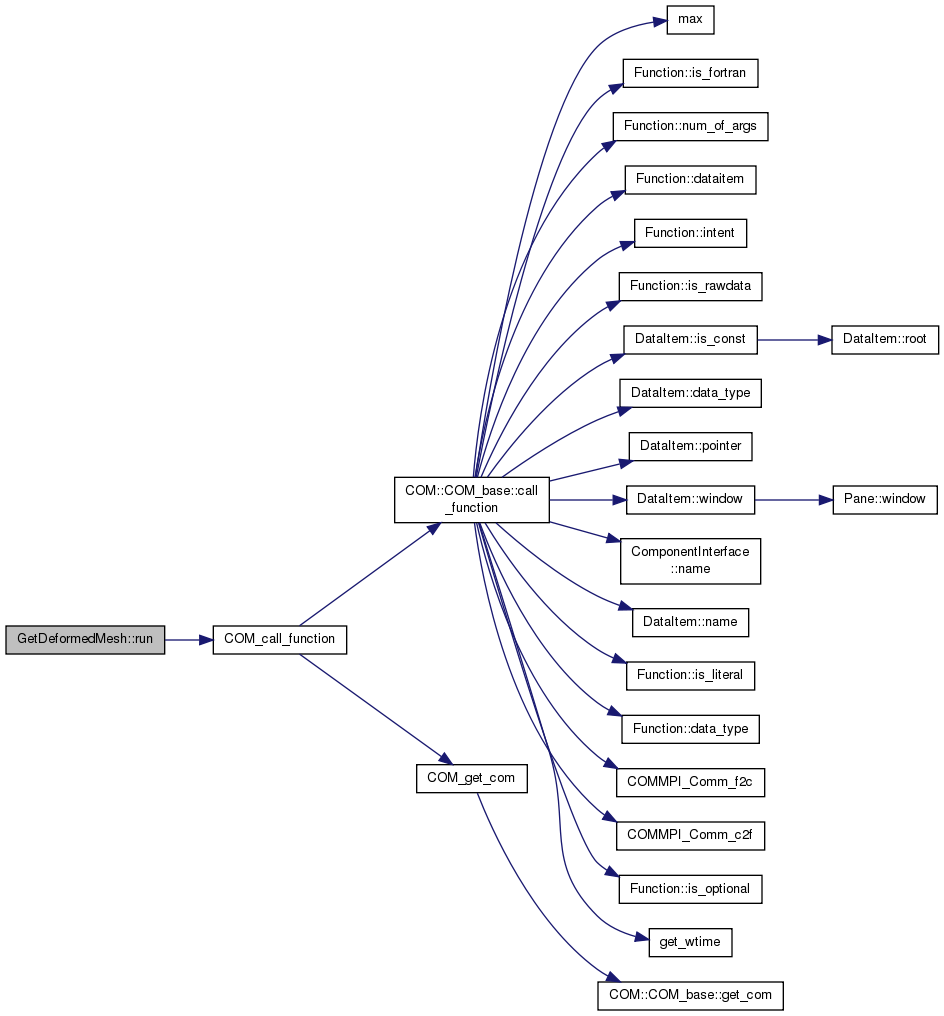 max
Function::is_fortran
Function::num_of_args
Function::dataitem
Function::intent
Function::is_rawdata
DataItem::is_const
DataItem::root
DataItem::data_type
DataItem::pointer
COM::COM_base::call
_function
DataItem::window
Pane::window
ComponentInterface
::name
DataItem::name
GetDeformedMesh::run
COM_call_function
Function::is_literal
Function::data_type
COM_get_com
COMMPI_Comm_f2c
COMMPI_Comm_c2f
Function::is_optional
get_wtime
COM::COM_base::get_com